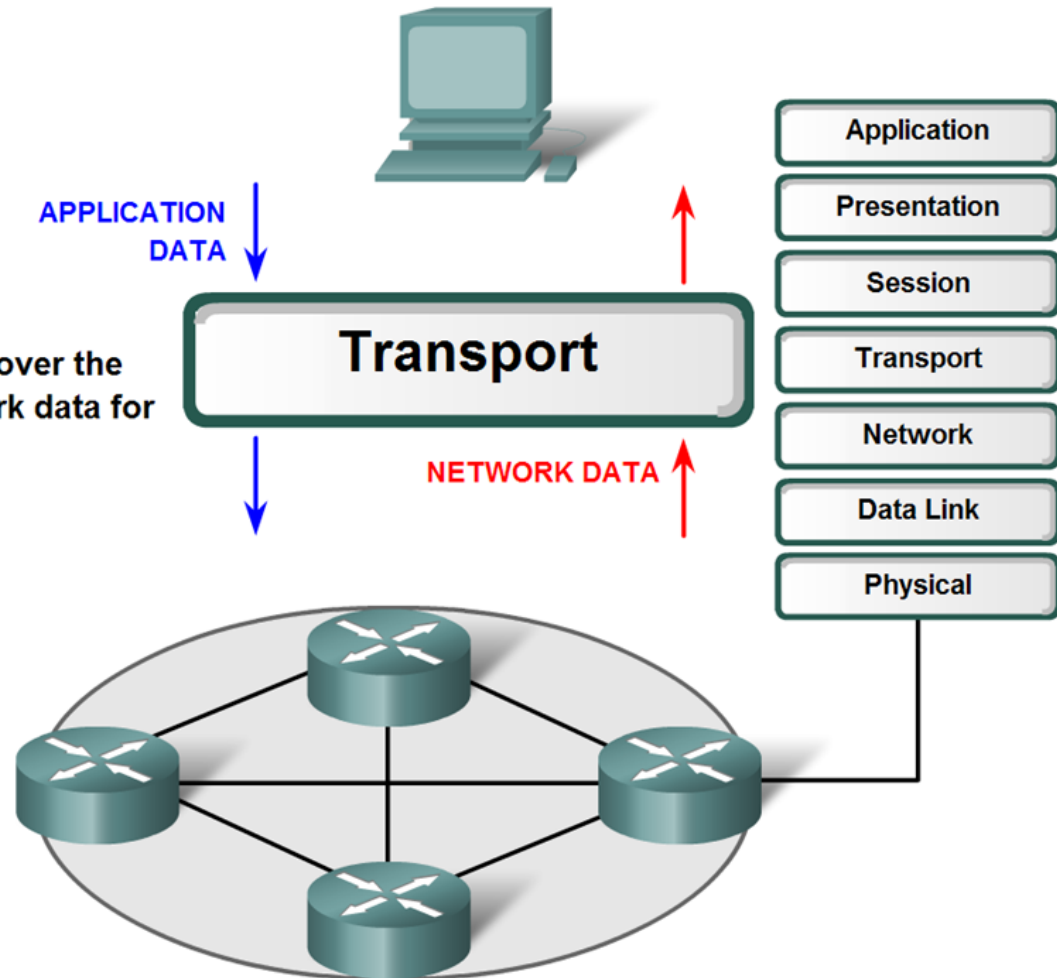 APPLICATION
DATA
over the
rk data for
Transport
NETWORK DATA
Application
Presentation
Session
Transport
Network
Data Link
Physical